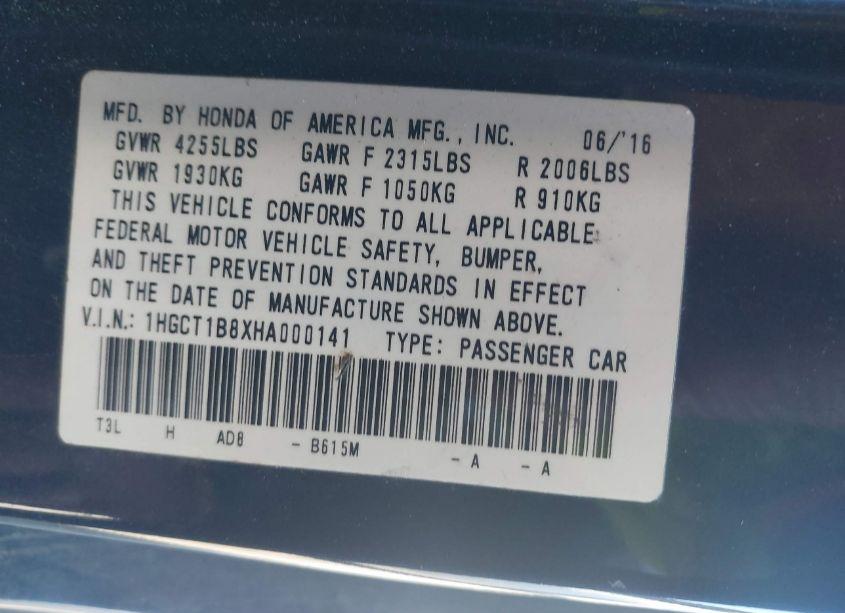 MFD. BY HONDA OF AMERICA MFG., INC. 06/'16
GVWR 4255LBS GAWR F 2315LBS R 2006LBS
GVWR 1930KG GAWR F 1050KG R 910KG
THIS VEHICLE CONFORMS TO ALL APPLICABLE
FEDERAL MOTOR VEHICLE SAFETY, BUMPER,
AND THEFT PREVENTION STANDARDS IN EFFECT
ON THE DATE OF MANUFACTURE SHOWN ABOVE.
V.I.N.: 1HGCT1B8XHA000141 TYPE: PASSENGER CAR
T3L H AD8 - B615M - A - A